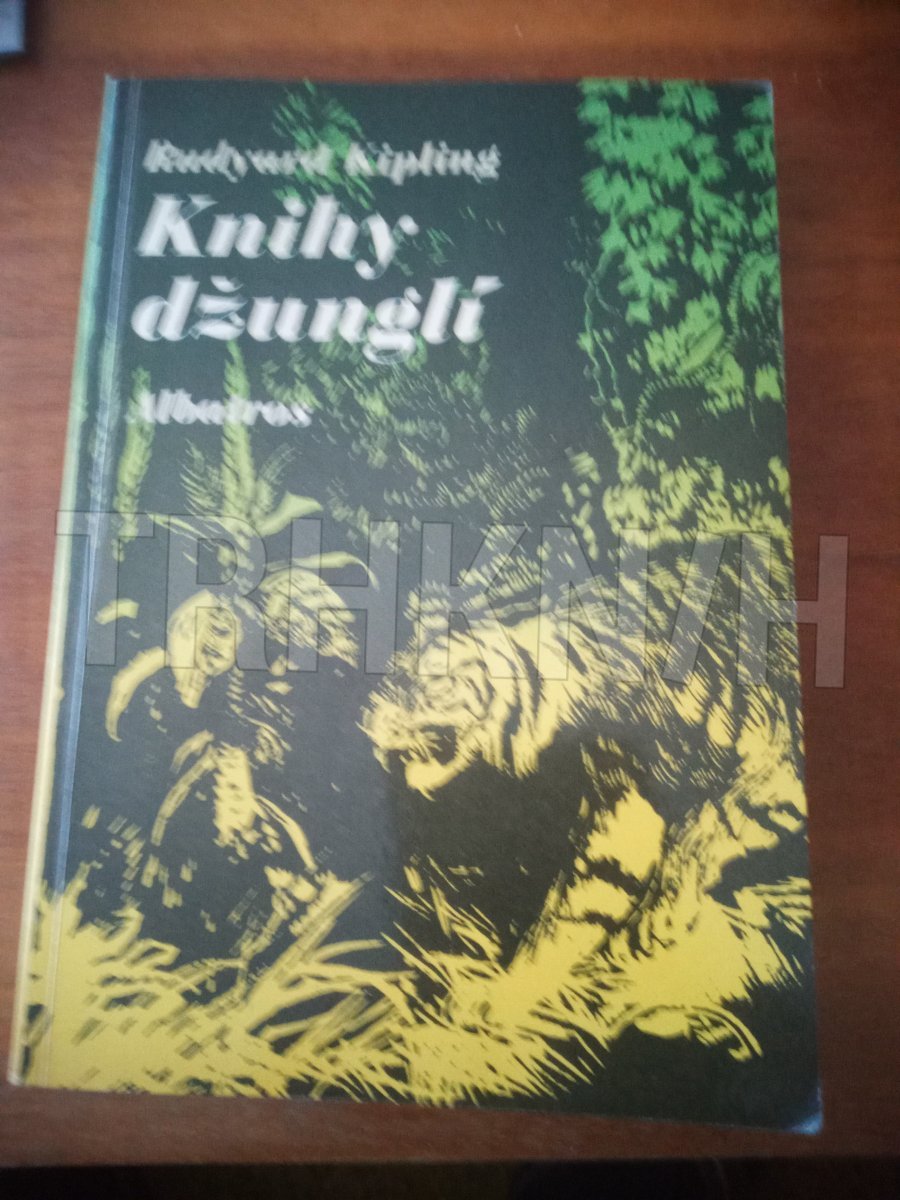 Rudyard Kipling
Knihy
džunglí
Albatros
TRHKNIH